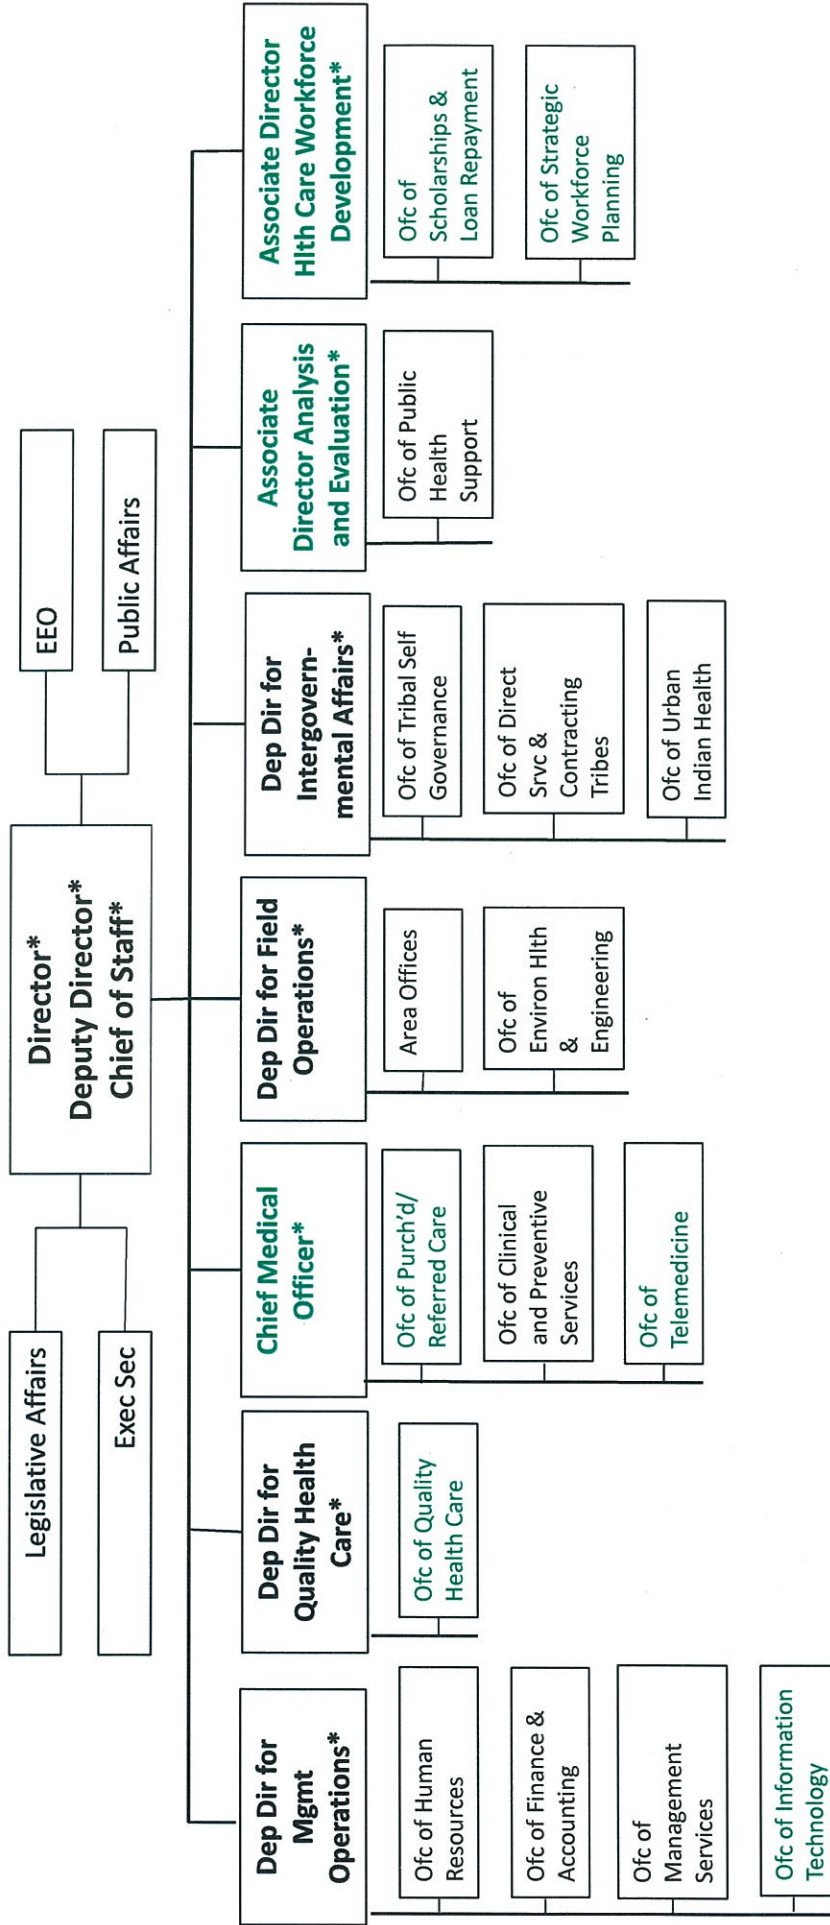 Director*
Deputy Director*
Chief of Staff*
Legislative Affairs
Exec Sec
EEO
Public Affairs
Dep Dir for
Mgmt
Operations*
Ofc of Human
Resources
Ofc of Finance &
Accounting
Ofc of
Management
Services
Ofc of Information
Technology
Dep Dir for
Quality Health
Care*
Ofc of Quality
Health Care
Chief Medical
Officer*
Ofc of Purch'd/
Referred Care
Ofc of Clinical
and Preventive
Services
Ofc of
Telemedicine
Dep Dir for Field
Operations*
Area Offices
Ofc of
Environ Hlth
&
Engineering
Dep Dir for
Intergovern-
mental Affairs*
Ofc of Tribal Self
Governance
Ofc of Direct
Srvc &
Contracting
Tribes
Ofc of Urban
Indian Health
Associate
Director Analysis
and Evaluation*
Ofc of Public
Health
Support
Associate Director
Hlth Care Workforce
Development*
Ofc of
Scholarships &
Loan Repayment
Ofc of Strategic
Workforce
Planning